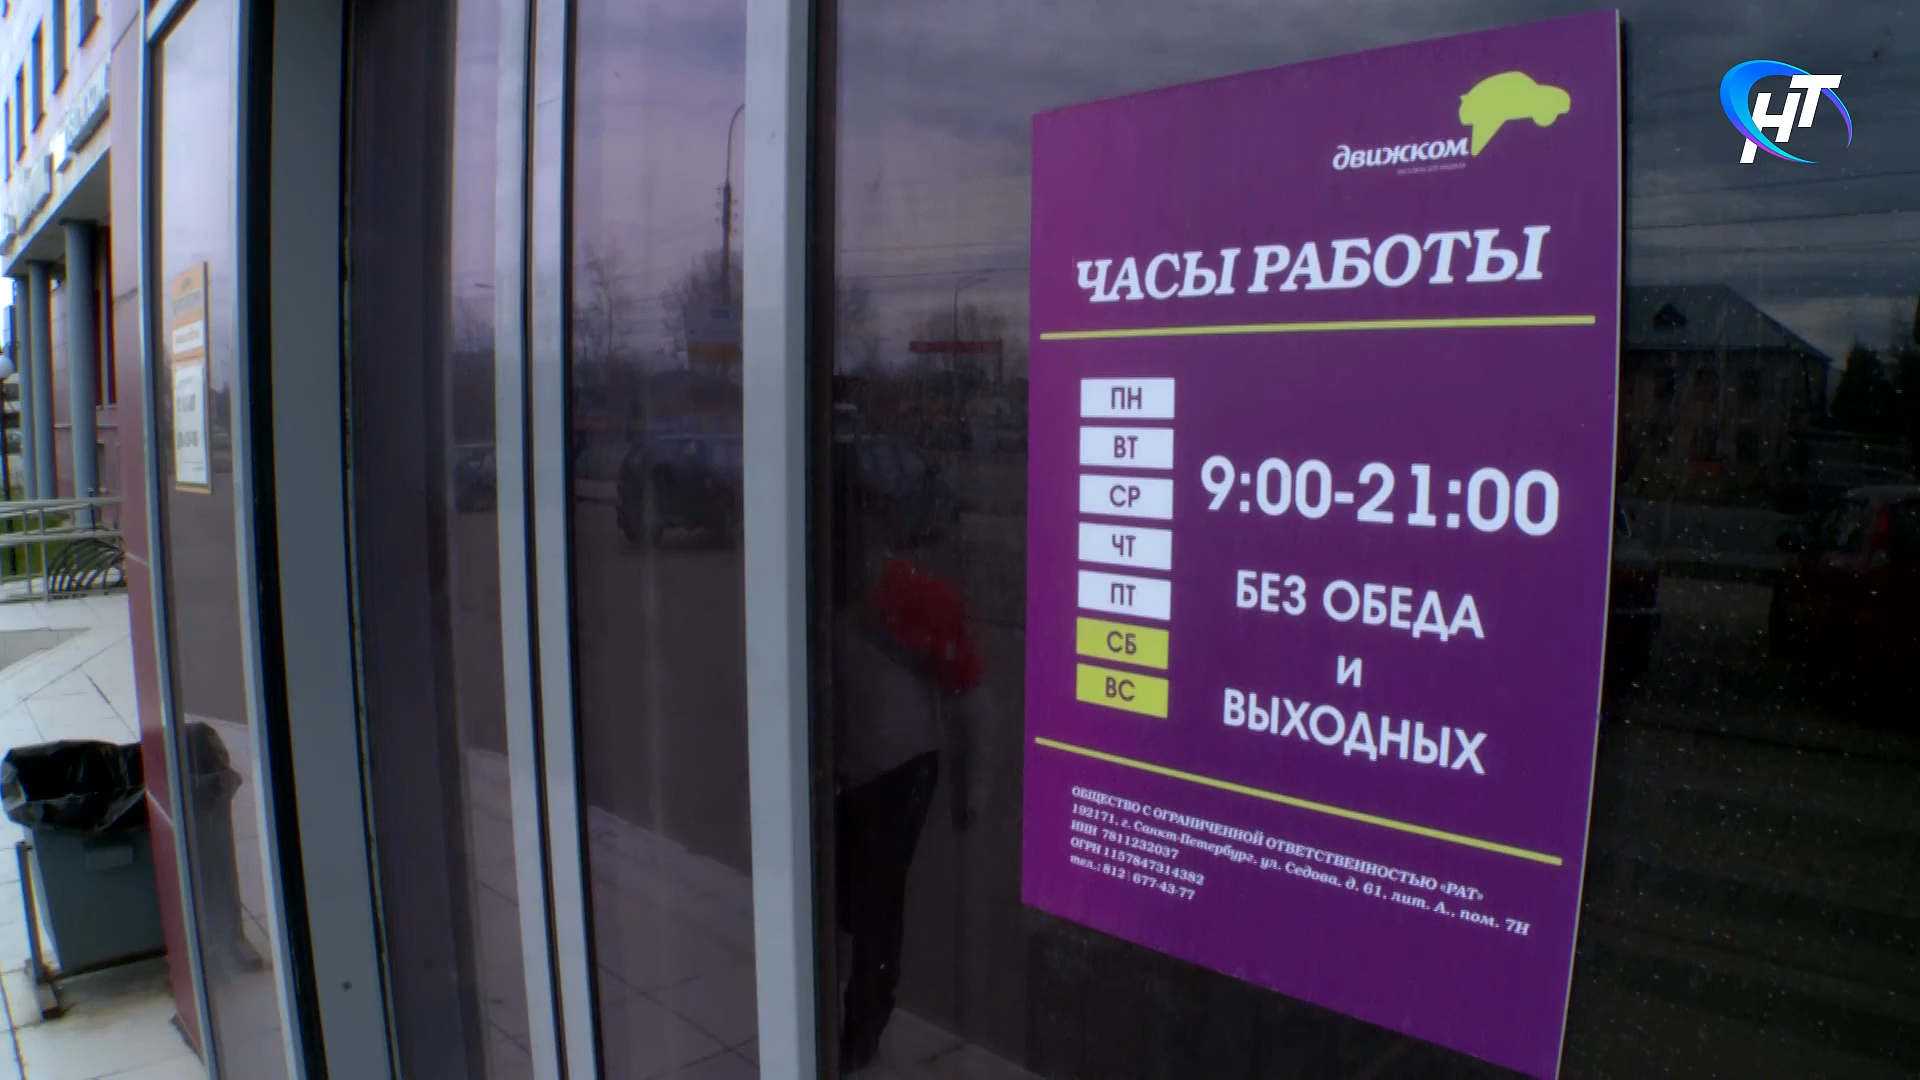 НТ
движком
ЧАСЫ РАБОТЫ
ПН
ВТ
СР
ЧТ
ПТ
СБ
ВС
9:00-21:00
БЕЗ ОБЕДА
И
ВЫХОДНЫХ
ОБЩЕСТВО С ОГРАНИЧЕННОЙ ОТВЕТСТВЕННОСТЬЮ «РАТ»
192171, г. Санкт-Петербург, ул. Седова, д. 61, лит. А., пом. 7Н
ИНН 7811232037
ОГРН 1157847314382
тел.: 812 | 677-43-77